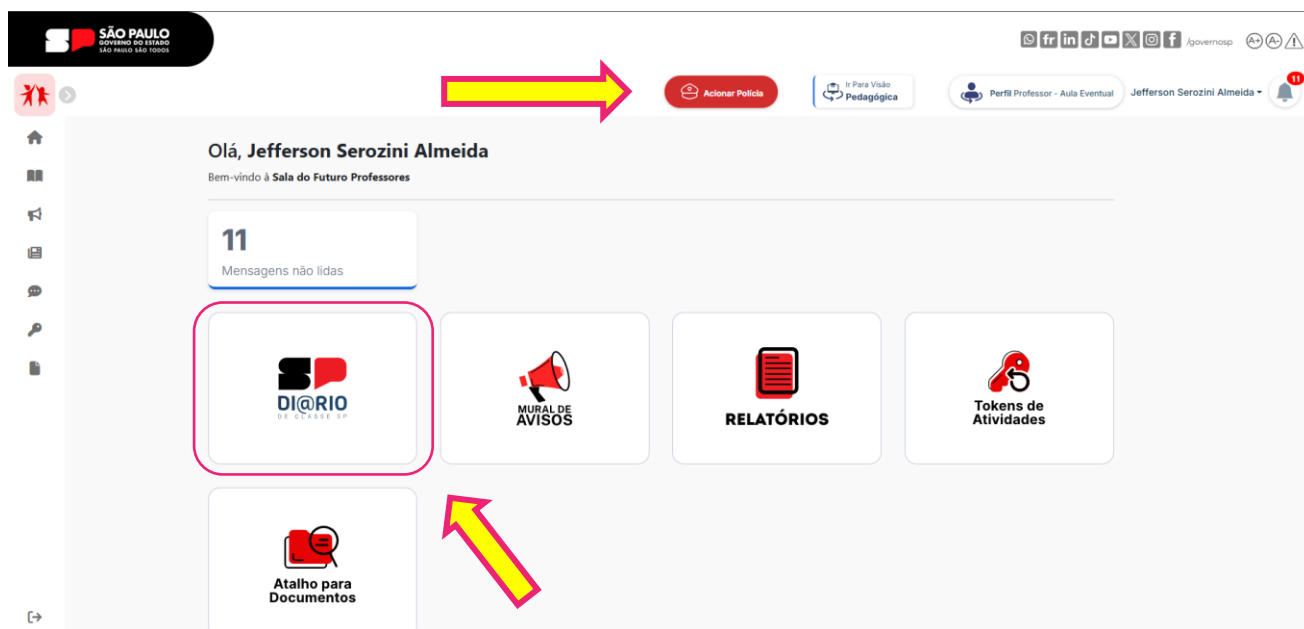 SÃO PAULO
GOVERNO DO ESTADO
SÃO PAULO SÃO TODOS
/governosp
A+ A-
Acionar Polícia
Ir Para Visão
Pedagógica
Perfil Professor - Aula Eventual
Jefferson Serozini Almeida
11
Olá, Jefferson Serozini Almeida
Bem-vindo à Sala do Futuro Professores
11
Mensagens não lidas
SP
DI@RIO
DE CLASSE SP
MURAL DE
AVISOS
RELATÓRIOS
Tokens de
Atividades
Atalho para
Documentos